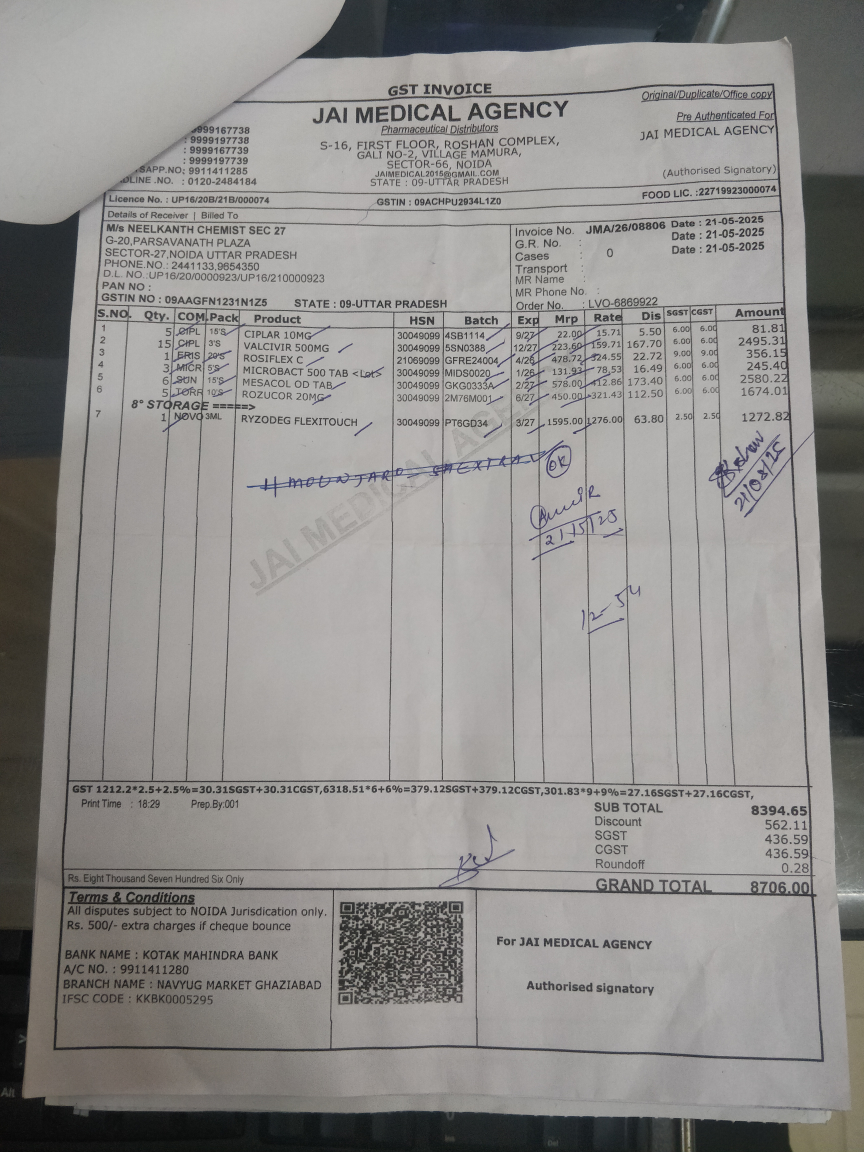 GST INVOICE
Original/Duplicate/Office copy
JAI MEDICAL AGENCY
Pharmaceutical Distributors
S-16, FIRST FLOOR, ROSHAN COMPLEX,
GALI NO-2, VILLAGE MAMURA,
SECTOR-66, NOIDA
JAIMEDICAL2015@GMAIL.COM
STATE : 09-UTTAR PRADESH
9999167738
: 9999197738
: 9999167739
: 9999197739
SAPP.NO; 9911411285
DLINE .NO. : 0120-2484184
Pre Authenticated For
JAI MEDICAL AGENCY
(Authorised Signatory)
Licence No. : UP16/20B/21B/000074 GSTIN : 09ACHPU2934L1Z0 FOOD LIC. :22719923000074
Details of Receiver | Billed To
M/s NEELKANTH CHEMIST SEC 27
G-20,PARSAVANATH PLAZA
SECTOR-27,NOIDA UTTAR PRADESH
PHONE.NO : 2441133,9654350
D.L. NO.:UP16/20/0000923/UP16/210000923
PAN NO :
GSTIN NO : 09AAGFN1231N1Z5 STATE : 09-UTTAR PRADESH
Invoice No. JMA/26/08806 Date : 21-05-2025
G.R. No. : Date : 21-05-2025
Cases : 0 Date : 21-05-2025
Transport :
MR Name :
MR Phone No. :
Order No. : LVO-6869922
S.NO. Qty. COM. Pack Product HSN Batch Exp Mrp Rate Dis SGST CGST Amount
1 5 CIPL 15'S CIPLAR 10MG 30049099 4SB1114 9/27 22.00 15.71 5.50 6.00 6.00 81.81
2 15 CIPL 3'S VALCIVIR 500MG 30049099 5SN0388 12/27 223.60 159.71 167.70 6.00 6.00 2495.31
3 1 ERIS 20'S ROSIFLEX C 21069099 GFRE24004 4/26 478.72 324.55 22.72 9.00 9.00 356.15
4 3 MICR 5'S MICROBACT 500 TAB <Lot> 30049099 MIDS0020 1/26 131.93 78.53 16.49 6.00 6.00 245.40
5 6 SUN 15'S MESACOL OD TAB 30049099 GKG0333A 2/27 578.00 412.86 173.40 6.00 6.00 2580.22
6 5 TORR 10'S ROZUCOR 20MG 30049099 2M76M001 6/27 450.00 321.43 112.50 6.00 6.00 1674.01
8° STORAGE =====>
7 1 NOVO 3ML RYZODEG FLEXITOUCH 30049099 PT6GD34 3/27 1595.00 1276.00 63.80 2.50 2.50 1272.82
OK
21/5/25
12-54
JAI MEDICAL AGENCY
GST 1212.2*2.5+2.5%=30.31SGST+30.31CGST,6318.51*6+6%=379.12SGST+379.12CGST,301.83*9+9%=27.16SGST+27.16CGST,
Print Time : 18:29 Prep.By:001
SUB TOTAL 8394.65
Discount 562.11
SGST 436.59
CGST 436.59
Roundoff 0.28
Rs. Eight Thousand Seven Hundred Six Only
GRAND TOTAL 8706.00
Terms & Conditions
All disputes subject to NOIDA Jurisdication only.
Rs. 500/- extra charges if cheque bounce
BANK NAME : KOTAK MAHINDRA BANK
A/C NO. : 9911411280
BRANCH NAME : NAVYUG MARKET GHAZIABAD
IFSC CODE : KKBK0005295
For JAI MEDICAL AGENCY
Authorised signatory
Alt